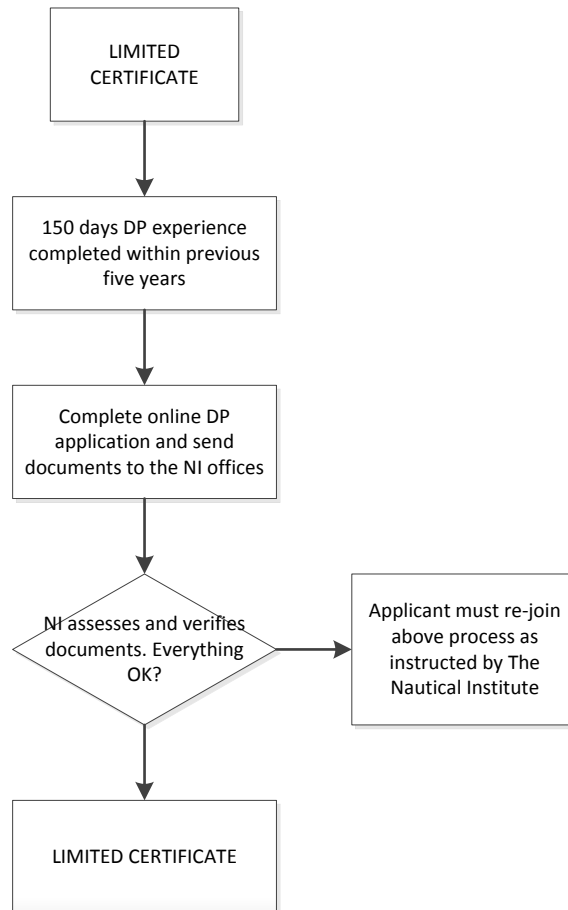 LIMITED
CERTIFICATE
150 days DP experience
completed within previous
five years
Complete online DP
application and send
documents to the NI offices
NI assesses and verifies
documents. Everything
OK?
Applicant must re-join
above process as
instructed by The
Nautical Institute
LIMITED CERTIFICATE